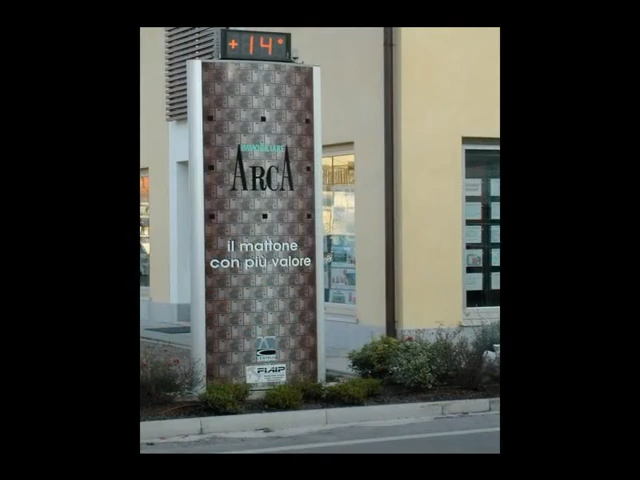 +14°
IMMOBILIARE
ARCA
il mattone
con più valore
FIAIP